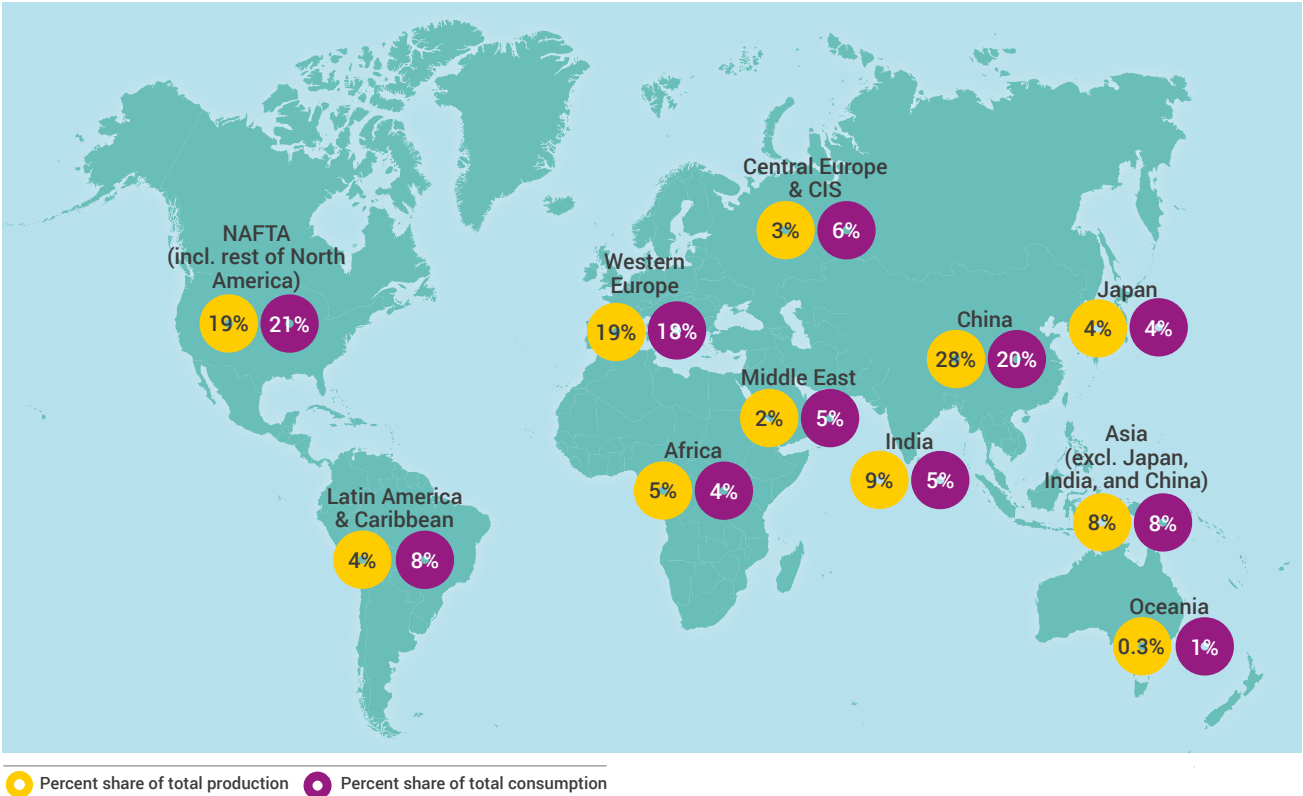 Central Europe
& CIS
3%
6%
NAFTA
(incl. rest of North
America)
19%
21%
Western
Europe
19%
18%
Japan
4%
4%
China
28%
20%
Middle East
2%
5%
India
9%
5%
Africa
5%
4%
Asia
(excl. Japan,
India, and China)
8%
8%
Latin America
& Caribbean
4%
8%
Oceania
0.3%
1%
Percent share of total production
Percent share of total consumption